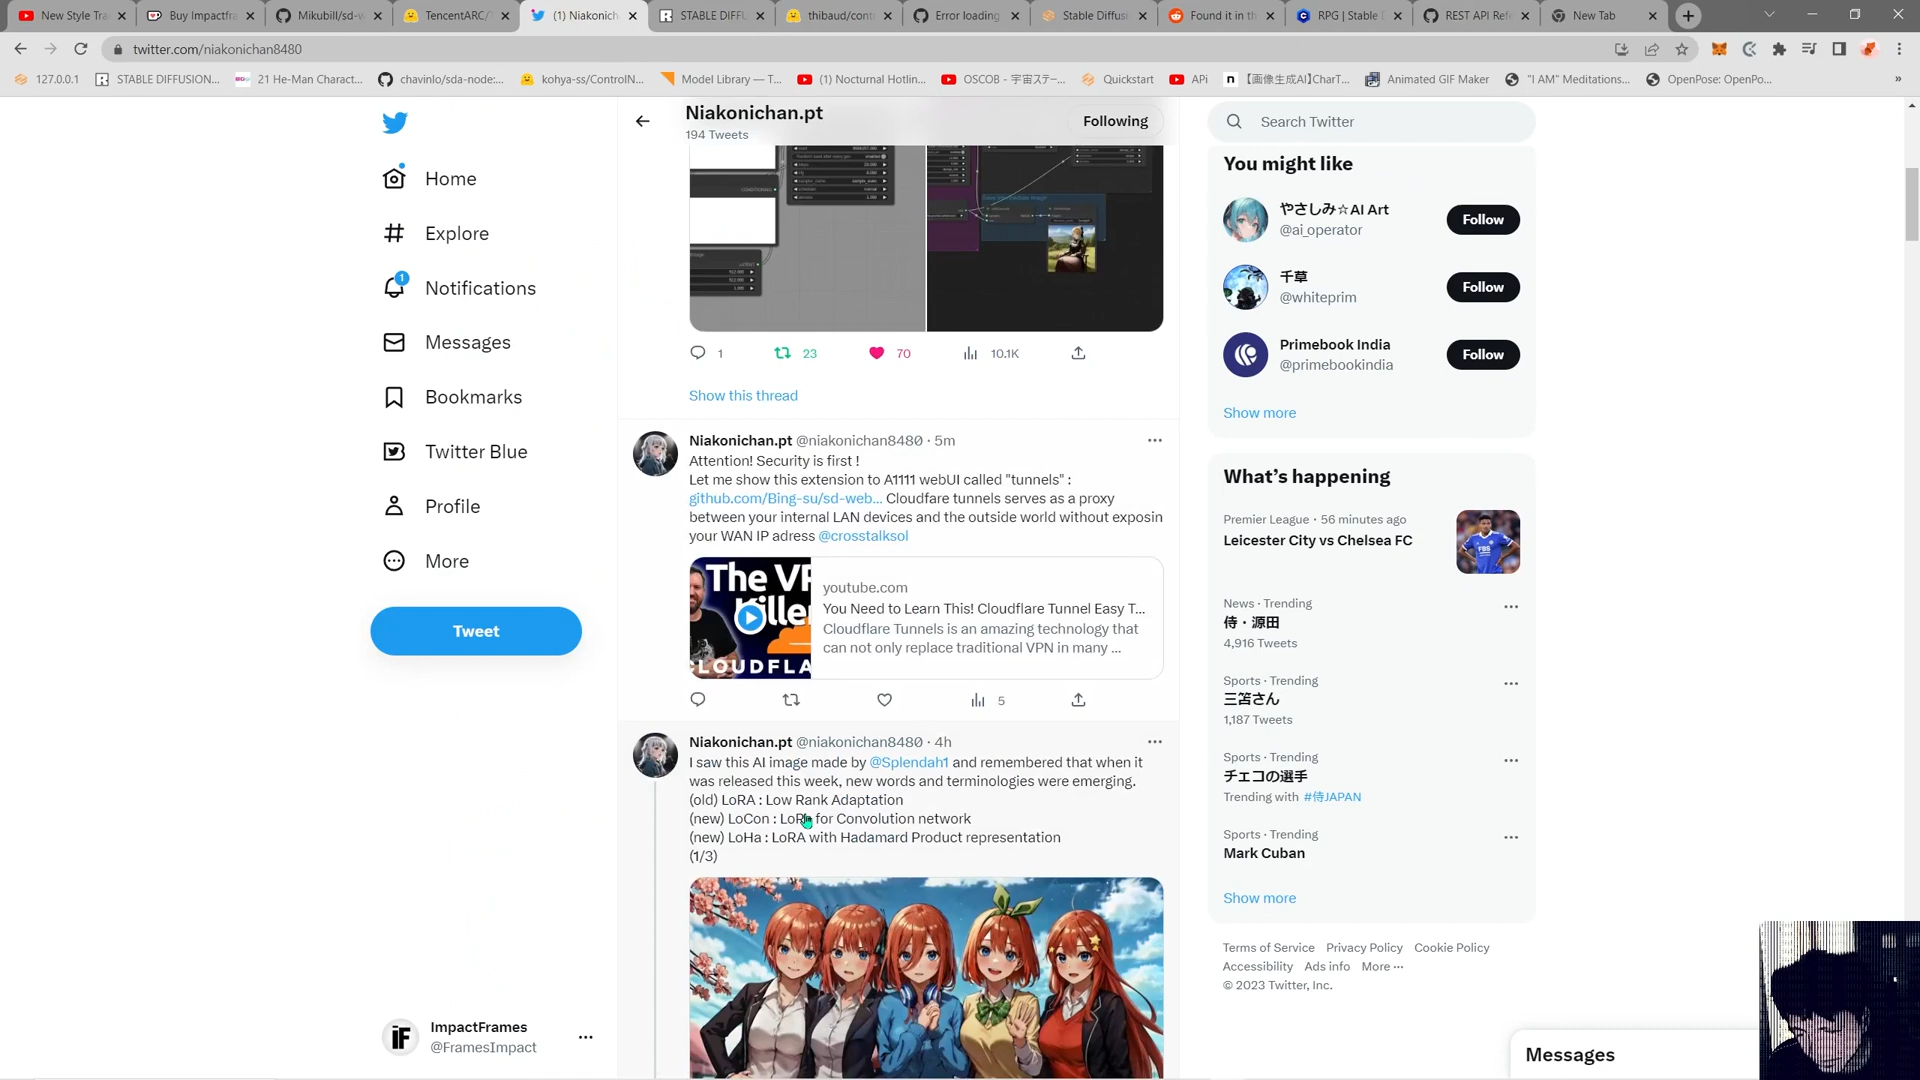 New Style Tra
Buy Impactfra
Mikubill/sd-w
TencentARC/
(1) Niakonich
STABLE DIFFU
thibaud/cont
Error loading
Stable Diffusi
Found it in th
RPG | Stable D
REST API Refe
New Tab
twitter.com/niakonichan8480
127.0.0.1
STABLE DIFFUSION...
21 He-Man Charact...
chavinlo/sda-node:...
kohya-ss/ControlN...
Model Library — T...
(1) Nocturnal Hotlin...
OSCOB - 宇宙ステー...
Quickstart
APi
【画像生成AI】CharT...
Animated GIF Maker
"I AM" Meditations...
OpenPose: OpenPo...
Home
Explore
1
Notifications
Messages
Bookmarks
Twitter Blue
Profile
More
Tweet
ImpactFrames
@FramesImpact
Niakonichan.pt
194 Tweets
Following
1
23
70
10.1K
Show this thread
Niakonichan.pt @niakonichan8480 · 5m
Attention! Security is first !
Let me show this extension to A1111 webUI called "tunnels" :
github.com/Bing-su/sd-web... Cloudfare tunnels serves as a proxy
between your internal LAN devices and the outside world without exposin
your WAN IP adress @crosstalksol
The VP
Killer
CLOUDFLA
youtube.com
You Need to Learn This! Cloudflare Tunnel Easy T...
Cloudflare Tunnels is an amazing technology that
can not only replace traditional VPN in many ...
5
Niakonichan.pt @niakonichan8480 · 4h
I saw this AI image made by @Splendah1 and remembered that when it
was released this week, new words and terminologies were emerging.
(old) LoRA : Low Rank Adaptation
(new) LoCon : LoRA for Convolution network
(new) LoHa : LoRA with Hadamard Product representation
(1/3)
Search Twitter
You might like
やさしみ☆AI Art
@ai_operator
Follow
千草
@whiteprim
Follow
Primebook India
@primebookindia
Follow
Show more
What's happening
Premier League · 56 minutes ago
Leicester City vs Chelsea FC
News · Trending
侍・源田
4,916 Tweets
Sports · Trending
三笘さん
1,187 Tweets
Sports · Trending
チェコの選手
Trending with #侍JAPAN
Sports · Trending
Mark Cuban
Show more
Terms of Service Privacy Policy Cookie Policy
Accessibility Ads info More ···
© 2023 Twitter, Inc.
Messages